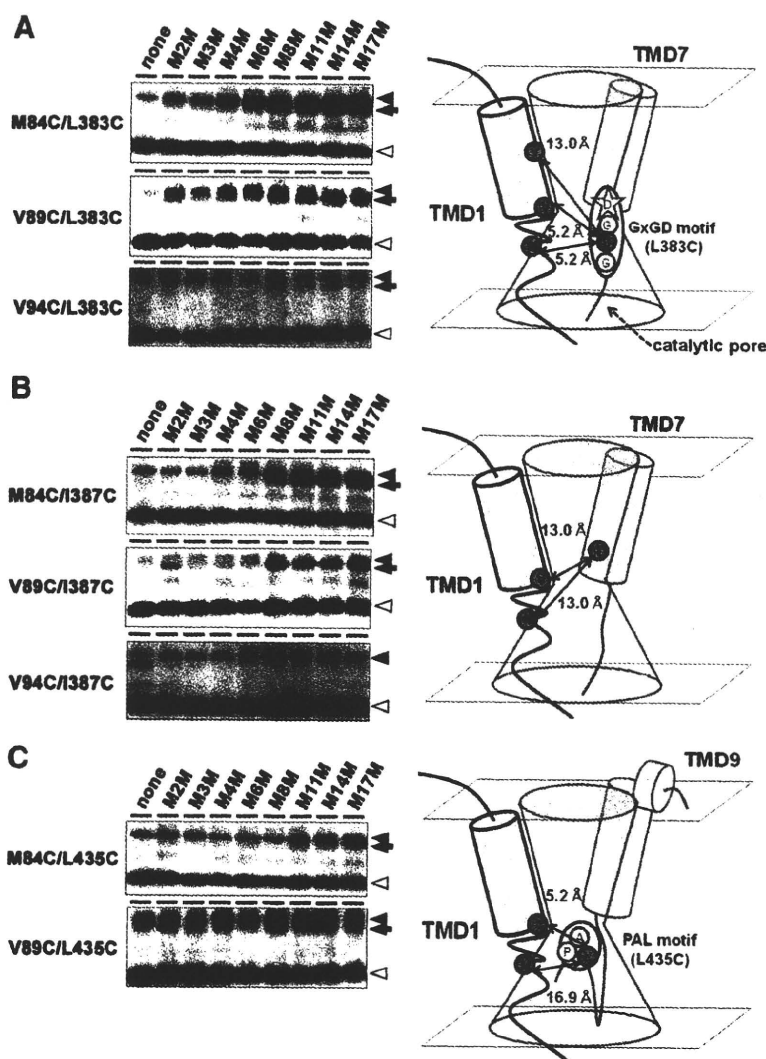 A
none M2M M3M M4M M6M M8M M11M M14M M17M
M84C/L383C
V89C/L383C
V94C/L383C
TMD7
13.0 Å
TMD1
5.2 Å
5.2 Å
D
G
G
GxGD motif
(L383C)
catalytic pore
B
none M2M M3M M4M M6M M8M M11M M14M M17M
M84C/I387C
V89C/I387C
V94C/I387C
TMD7
13.0 Å
TMD1
13.0 Å
C
none M2M M3M M4M M6M M8M M11M M14M M17M
M84C/L435C
V89C/L435C
TMD9
5.2 Å
TMD1
A
P
PAL motif
(L435C)
16.9 Å